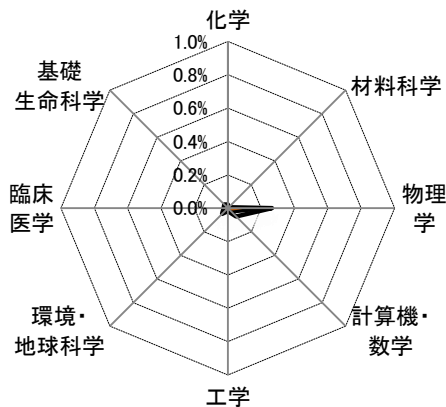 化学
1.0%
0.8%
0.6%
0.4%
0.2%
0.0%
材料科学
物理
学
計算機・
数学
工学
環境・
地球科学
臨床
医学
基礎
生命科学